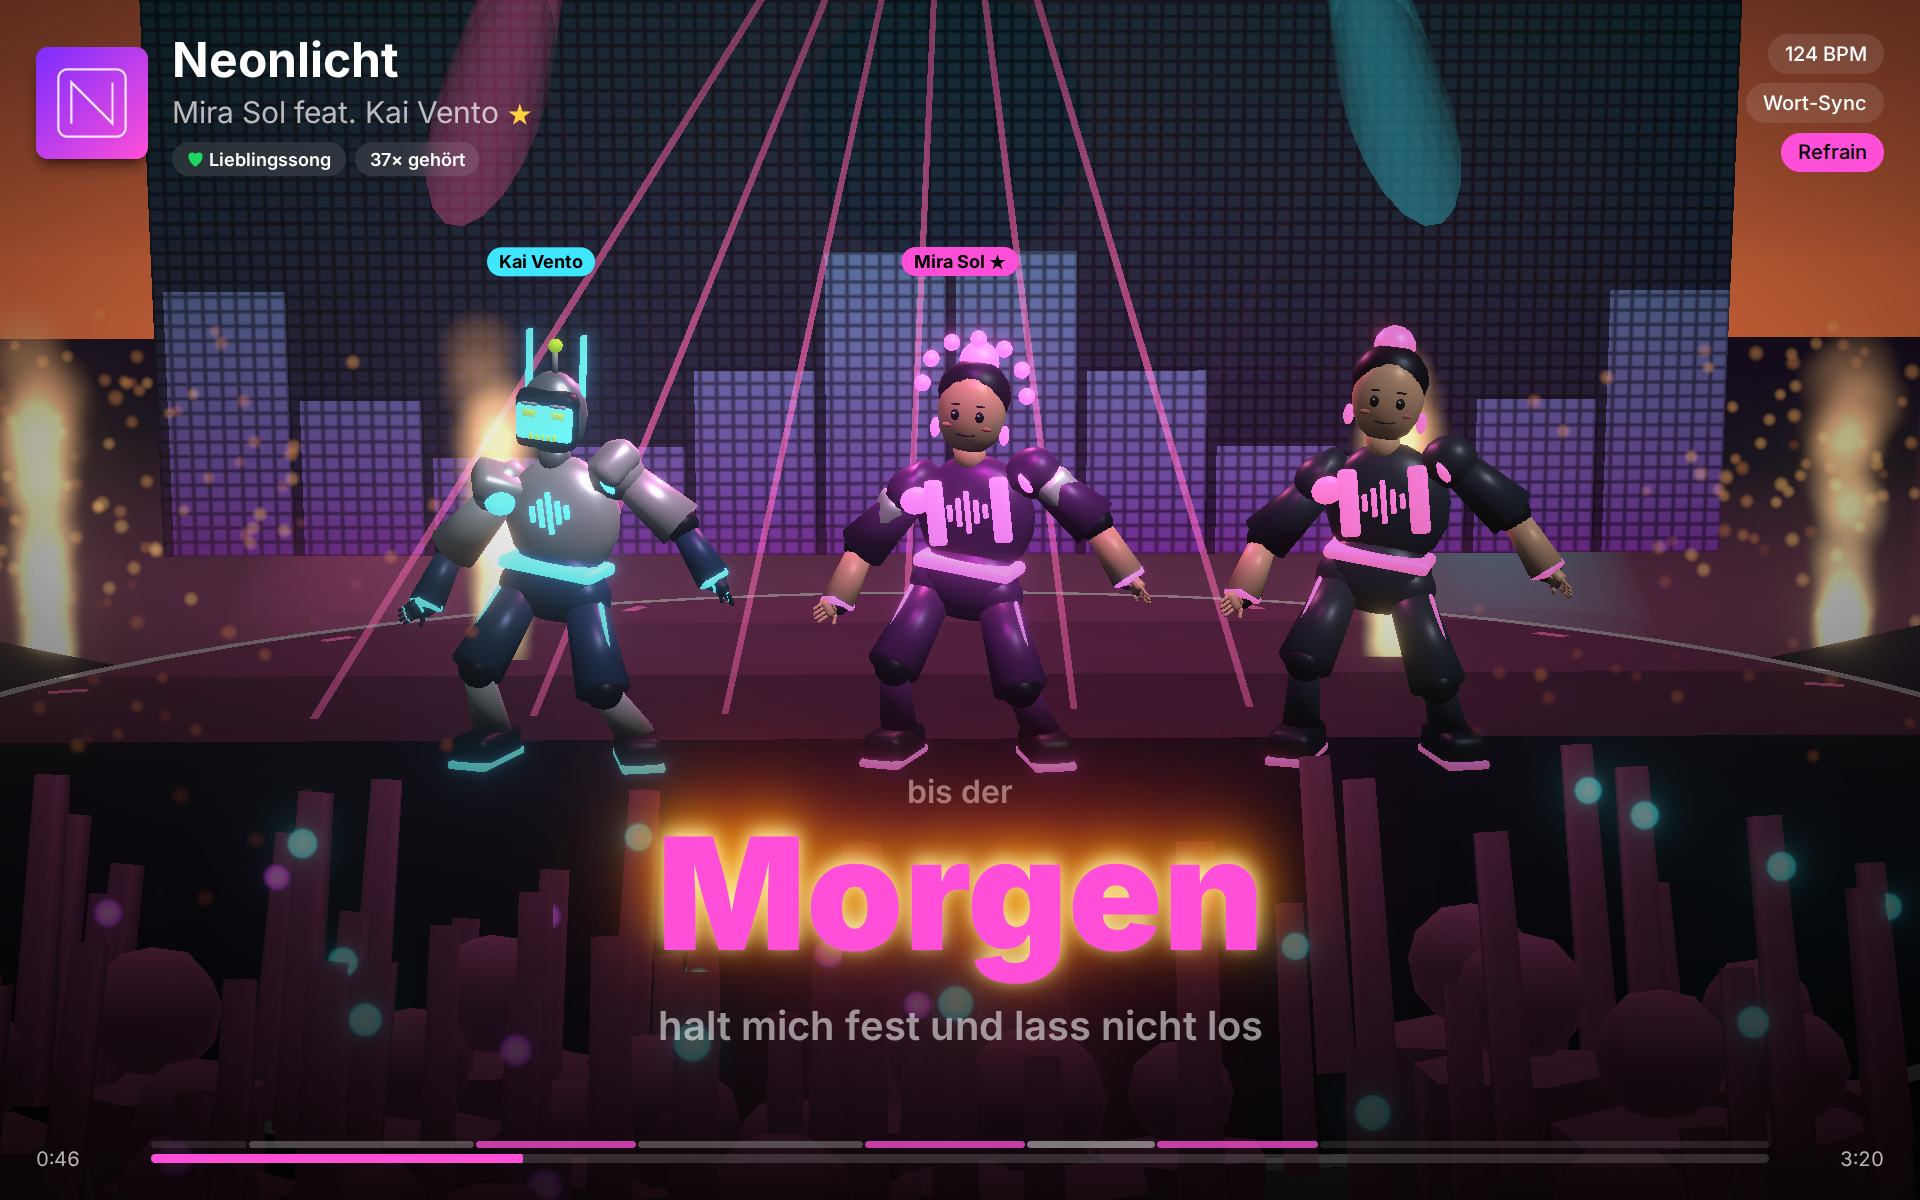 N
Neonlicht
Mira Sol feat. Kai Vento ★
Lieblingssong
37× gehört
124 BPM
Wort-Sync
Refrain
Kai Vento
Mira Sol ★
bis der
Morgen
halt mich fest und lass nicht los
0:46
3:20